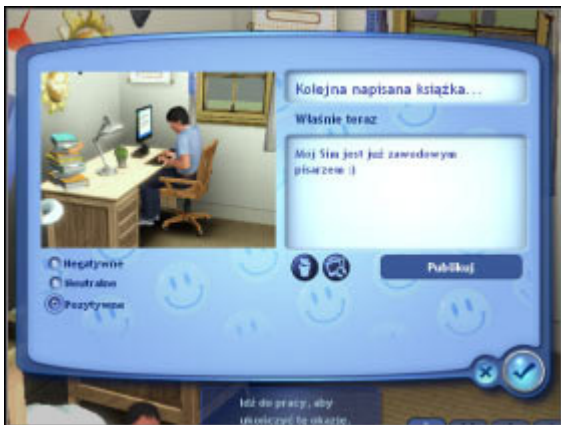 Kolejna napisana książka...
Właśnie teraz
Mój Sim jest już zawodowym
pisarzem :)
Negatywne
Neutralne
Pozytywne
Publikuj
Idź do pracy, aby
ukończyć tę okazję.